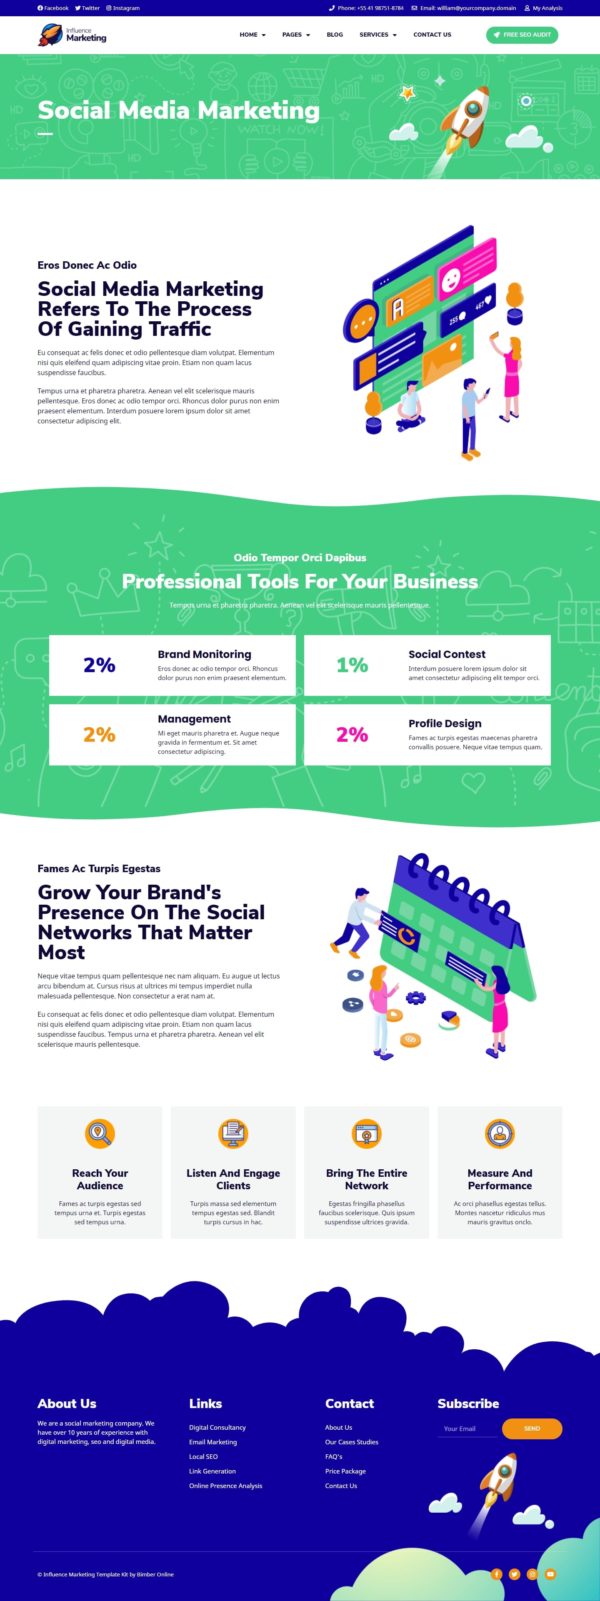 Facebook Twitter Instagram Phone: +55 41 98751-8784 Email: william@yourcompany.domain My Analysis
Influence
Marketing
HOME PAGES BLOG SERVICES CONTACT US FREE SEO AUDIT
Social Media Marketing
WATCH NOW!
HD
HD
Eros Donec Ac Odio
Social Media Marketing
Refers To The Process
Of Gaining Traffic
Eu consequat ac felis donec et odio pellentesque diam volutpat. Elementum
nisi quis eleifend quam adipiscing vitae proin. Etiam non quam lacus
suspendisse faucibus.
Tempus urna et pharetra pharetra. Aenean vel elit scelerisque mauris
pellentesque. Eros donec ac odio tempor orci. Rhoncus dolor purus non enim
praesent elementum. Interdum posuere lorem ipsum dolor sit amet
consectetur adipiscing elit.
A
255
467
Odio Tempor Orci Dapibus
Professional Tools For Your Business
Tempus urna et pharetra pharetra. Aenean vel elit scelerisque mauris pellentesque.
2%
Brand Monitoring
Eros donec ac odio tempor orci. Rhoncus
dolor purus non enim praesent elementum.
1%
Social Contest
Interdum posuere lorem ipsum dolor sit
amet consectetur adipiscing elit tempor orci.
2%
Management
Mi eget mauris pharetra et. Augue neque
gravida in fermentum et. Sit amet
consectetur adipiscing.
2%
Profile Design
Fames ac turpis egestas maecenas pharetra
convallis posuere. Neque vitae tempus quam.
Fames Ac Turpis Egestas
Grow Your Brand's
Presence On The Social
Networks That Matter
Most
Neque vitae tempus quam pellentesque nec nam aliquam. Eu augue ut lectus
arcu bibendum at. Cursus risus at ultrices mi tempus imperdiet nulla
malesuada pellentesque. Non consectetur a erat nam at.
Eu consequat ac felis donec et odio pellentesque diam volutpat. Elementum
nisi quis eleifend quam adipiscing vitae proin. Etiam non quam lacus
suspendisse faucibus. Tempus urna et pharetra pharetra. Aenean vel elit
scelerisque mauris pellentesque.
Reach Your
Audience
Fames ac turpis egestas sed
tempus urna et. Turpis egestas
sed tempus urna.
Listen And Engage
Clients
Turpis massa sed elementum
tempus egestas sed. Blandit
turpis cursus in hac.
Bring The Entire
Network
Egestas fringilla phasellus
faucibus scelerisque. Quis ipsum
suspendisse ultrices gravida.
Measure And
Performance
Ac orci phasellus egestas tellus.
Montes nascetur ridiculus mus
mauris gravitus onclo.
About Us
We are a social marketing company. We
have over 10 years of experience with
digital marketing, seo and digital media.
Links
Digital Consultancy
Email Marketing
Local SEO
Link Generation
Online Presence Analysis
Contact
About Us
Our Cases Studies
FAQ's
Price Package
Contact Us
Subscribe
Your Email SEND
© Influence Marketing Template Kit by Bimber Online